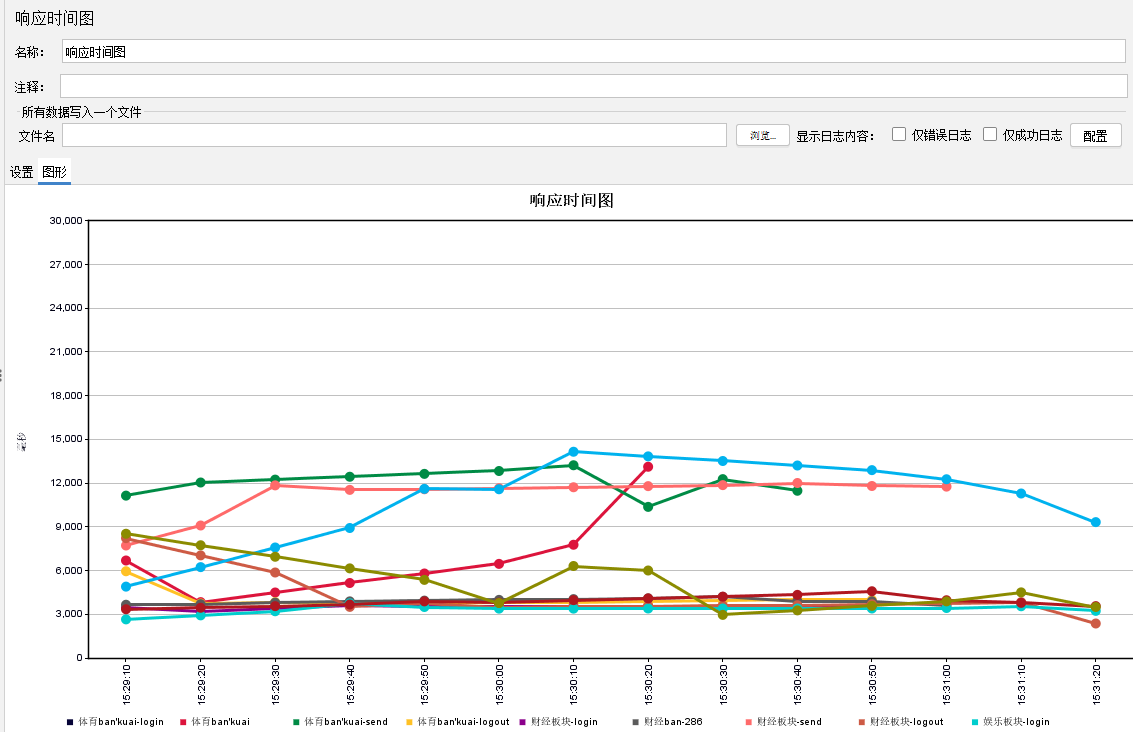 响应时间图
名称： 响应时间图
注释：
所有数据写入一个文件
文件名 浏览... 显示日志内容： 仅错误日志 仅成功日志 配置
设置 图形
响应时间图
30,000
27,000
24,000
21,000
18,000
15,000
12,000
9,000
6,000
3,000
0
毫秒
15:29:10 15:29:20 15:29:30 15:29:40 15:29:50 15:30:00 15:30:10 15:30:20 15:30:30 15:30:40 15:30:50 15:31:00 15:31:10 15:31:20
体育ban'kuai-login 体育ban'kuai 体育ban'kuai-send 体育ban'kuai-logout 财经板块-login 财经ban-286 财经板块-send 财经板块-logout 娱乐板块-login